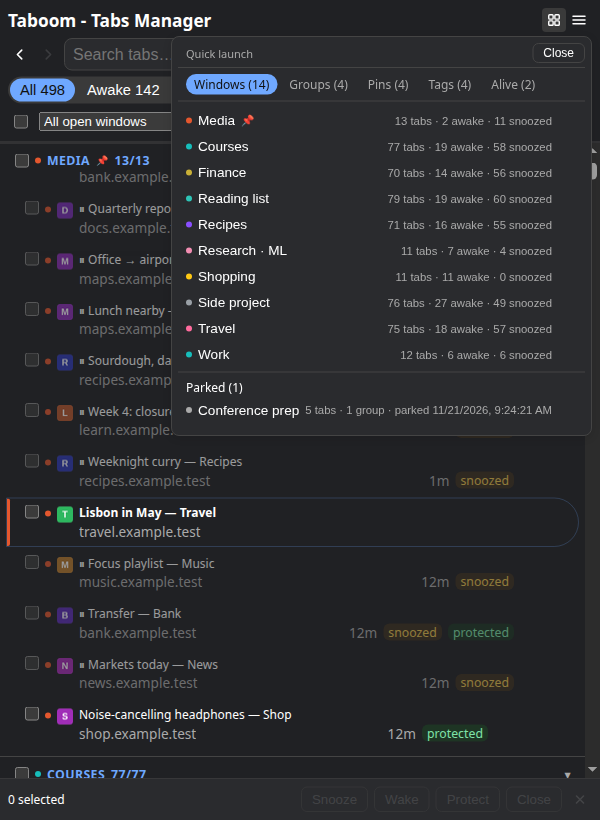 Taboom - Tabs Manager
Search tabs…
Quick launch
Close
All 498
Awake 142
Windows (14)
Groups (4)
Pins (4)
Tags (4)
Alive (2)
All open windows
Media 📌 13 tabs · 2 awake · 11 snoozed
Courses 77 tabs · 19 awake · 58 snoozed
Finance 70 tabs · 14 awake · 56 snoozed
Reading list 79 tabs · 19 awake · 60 snoozed
Recipes 71 tabs · 16 awake · 55 snoozed
Research · ML 11 tabs · 7 awake · 4 snoozed
Shopping 11 tabs · 11 awake · 0 snoozed
Side project 76 tabs · 27 awake · 49 snoozed
Travel 75 tabs · 18 awake · 57 snoozed
Work 12 tabs · 6 awake · 6 snoozed
Parked (1)
Conference prep 5 tabs · 1 group · parked 11/21/2026, 9:24:21 AM
MEDIA 📌 13/13
bank.example.
D Quarterly repo
docs.example.
M Office → airpor
maps.example
M Lunch nearby
maps.example
R Sourdough, da
recipes.examp
L Week 4: closur
learn.example.
R Weeknight curry — Recipes
recipes.example.test 1m snoozed
T Lisbon in May — Travel
travel.example.test
M Focus playlist — Music
music.example.test 12m snoozed
B Transfer — Bank
bank.example.test 12m snoozed protected
N Markets today — News
news.example.test 12m snoozed
S Noise-cancelling headphones — Shop
shop.example.test 12m protected
COURSES 77/77
0 selected
Snooze
Wake
Protect
Close